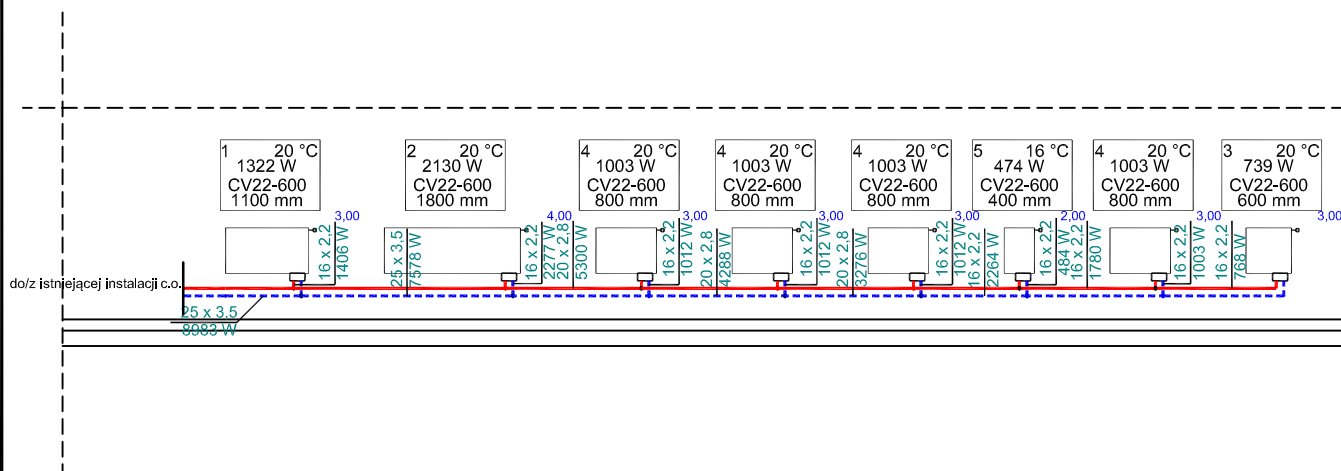 1 20 °C
1322 W
CV22-600
1100 mm
2 20 °C
2130 W
CV22-600
1800 mm
4 20 °C
1003 W
CV22-600
800 mm
4 20 °C
1003 W
CV22-600
800 mm
4 20 °C
1003 W
CV22-600
800 mm
5 16 °C
474 W
CV22-600
400 mm
4 20 °C
1003 W
CV22-600
800 mm
3 20 °C
739 W
CV22-600
600 mm
3,00
4,00
3,00
3,00
3,00
2,00
3,00
3,00
16 x 2,2
1406 W
25 x 3,5
7578 W
16 x 2,2
2277 W
20 x 2,8
5300 W
16 x 2,2
1012 W
20 x 2,8
4288 W
16 x 2,2
1012 W
20 x 2,8
3276 W
16 x 2,2
1012 W
16 x 2,2
2264 W
16 x 2,2
484 W
16 x 2,2
1780 W
16 x 2,2
1003 W
16 x 2,2
768 W
do/z istniejącej instalacji c.o.
25 x 3,5
8983 W